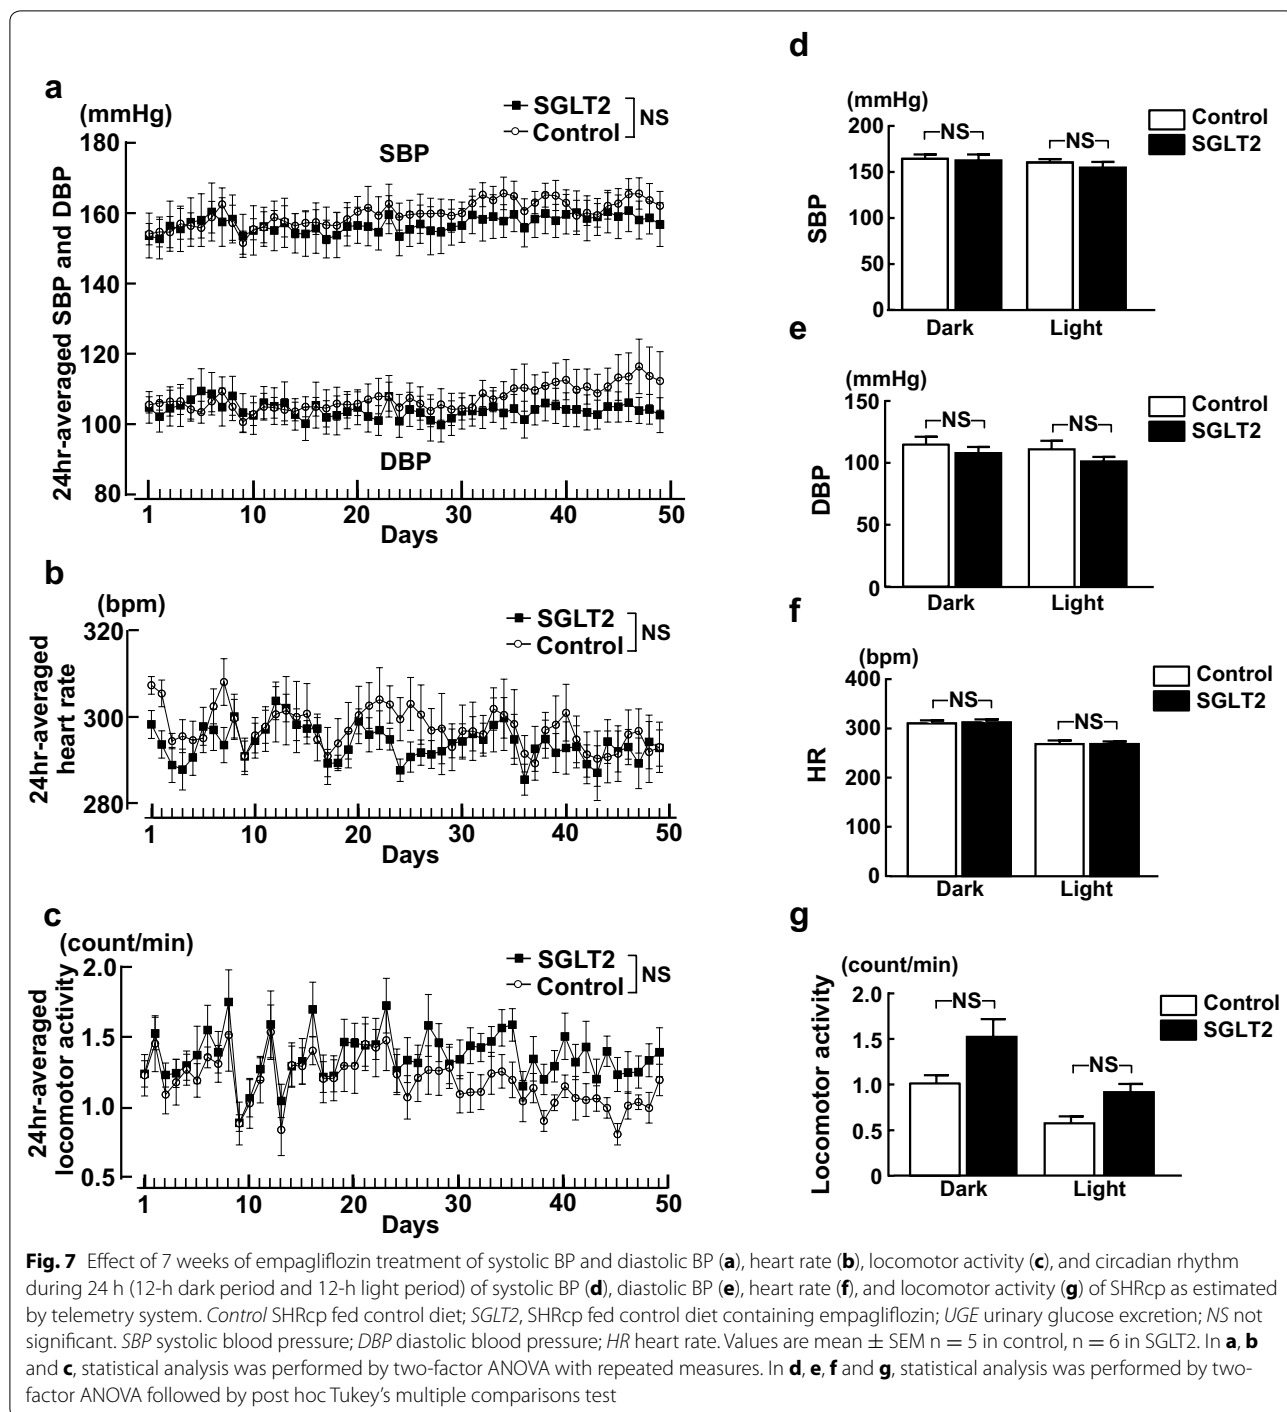 a
(mmHg)
SGLT2
Control
NS
24hr-averaged SBP and DBP
180
160
140
120
100
80
SBP
DBP
1
10
20
30
40
50
Days
b
(bpm)
SGLT2
Control
NS
24hr-averaged
heart rate
320
300
280
1
10
20
30
40
50
Days
c
(count/min)
SGLT2
Control
NS
24hr-averaged
locomotor activity
2.0
1.5
1.0
0.5
1
10
20
30
40
50
Days
d
(mmHg)
SBP
200
150
100
50
0
NS
NS
Control
SGLT2
Dark
Light
e
(mmHg)
DBP
150
100
50
0
NS
NS
Control
SGLT2
Dark
Light
f
(bpm)
HR
400
300
200
100
0
NS
NS
Control
SGLT2
Dark
Light
g
(count/min)
Locomotor activity
2.0
1.5
1.0
0.5
0
NS
NS
Control
SGLT2
Dark
Light
Fig. 7 Effect of 7 weeks of empagliflozin treatment of systolic BP and diastolic BP (a), heart rate (b), locomotor activity (c), and circadian rhythm
during 24 h (12-h dark period and 12-h light period) of systolic BP (d), diastolic BP (e), heart rate (f), and locomotor activity (g) of SHRcp as estimated
by telemetry system. Control SHRcp fed control diet; SGLT2, SHRcp fed control diet containing empagliflozin; UGE urinary glucose excretion; NS not
significant. SBP systolic blood pressure; DBP diastolic blood pressure; HR heart rate. Values are mean ± SEM n = 5 in control, n = 6 in SGLT2. In a, b
and c, statistical analysis was performed by two-factor ANOVA with repeated measures. In d, e, f and g, statistical analysis was performed by two-
factor ANOVA followed by post hoc Tukey's multiple comparisons test